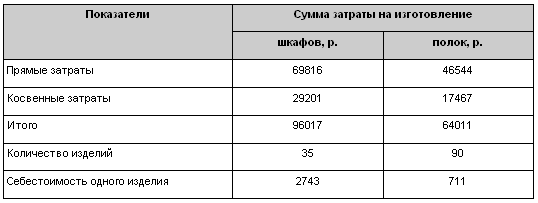 Показатели
Сумма затраты на изготовление
шкафов, р.
полок, р.
Прямые затраты 69816 46544
Косвенные затраты 29201 17467
Итого 96017 64011
Количество изделий 35 90
Себестоимость одного изделия 2743 711